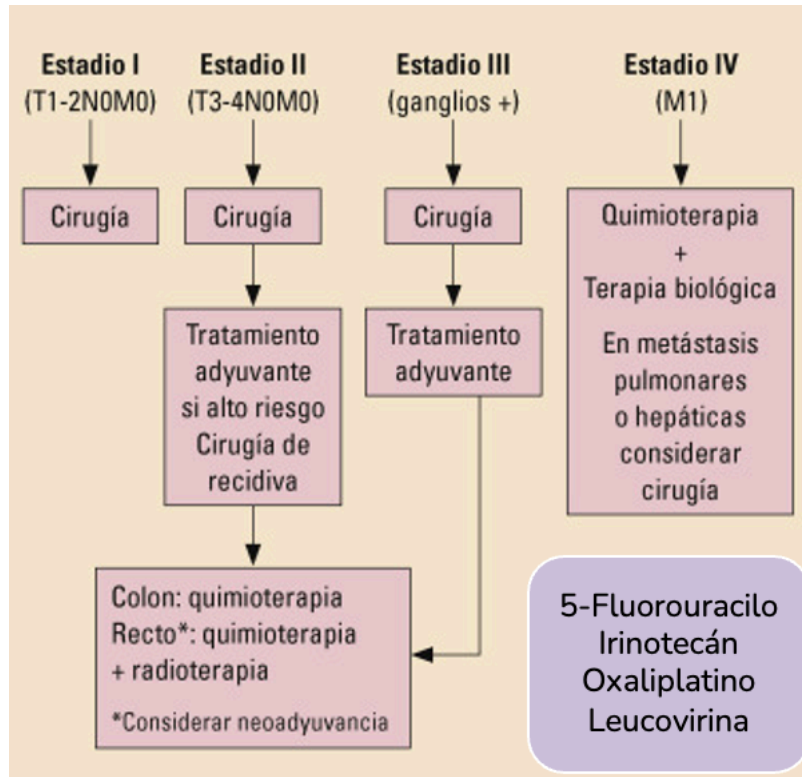 Estadio I
(T1-2N0M0)
Cirugía
Estadio II
(T3-4N0M0)
Cirugía
Tratamiento
adyuvante
si alto riesgo
Cirugía de
recidiva
Estadio III
(ganglios +)
Cirugía
Tratamiento
adyuvante
Colon: quimioterapia
Recto*: quimioterapia
+ radioterapia
*Considerar neoadyuvancia
Estadio IV
(M1)
Quimioterapia
+
Terapia biológica
En metástasis
pulmonares
o hepáticas
considerar
cirugía
5-Fluorouracilo
Irinotecán
Oxaliplatino
Leucovirina